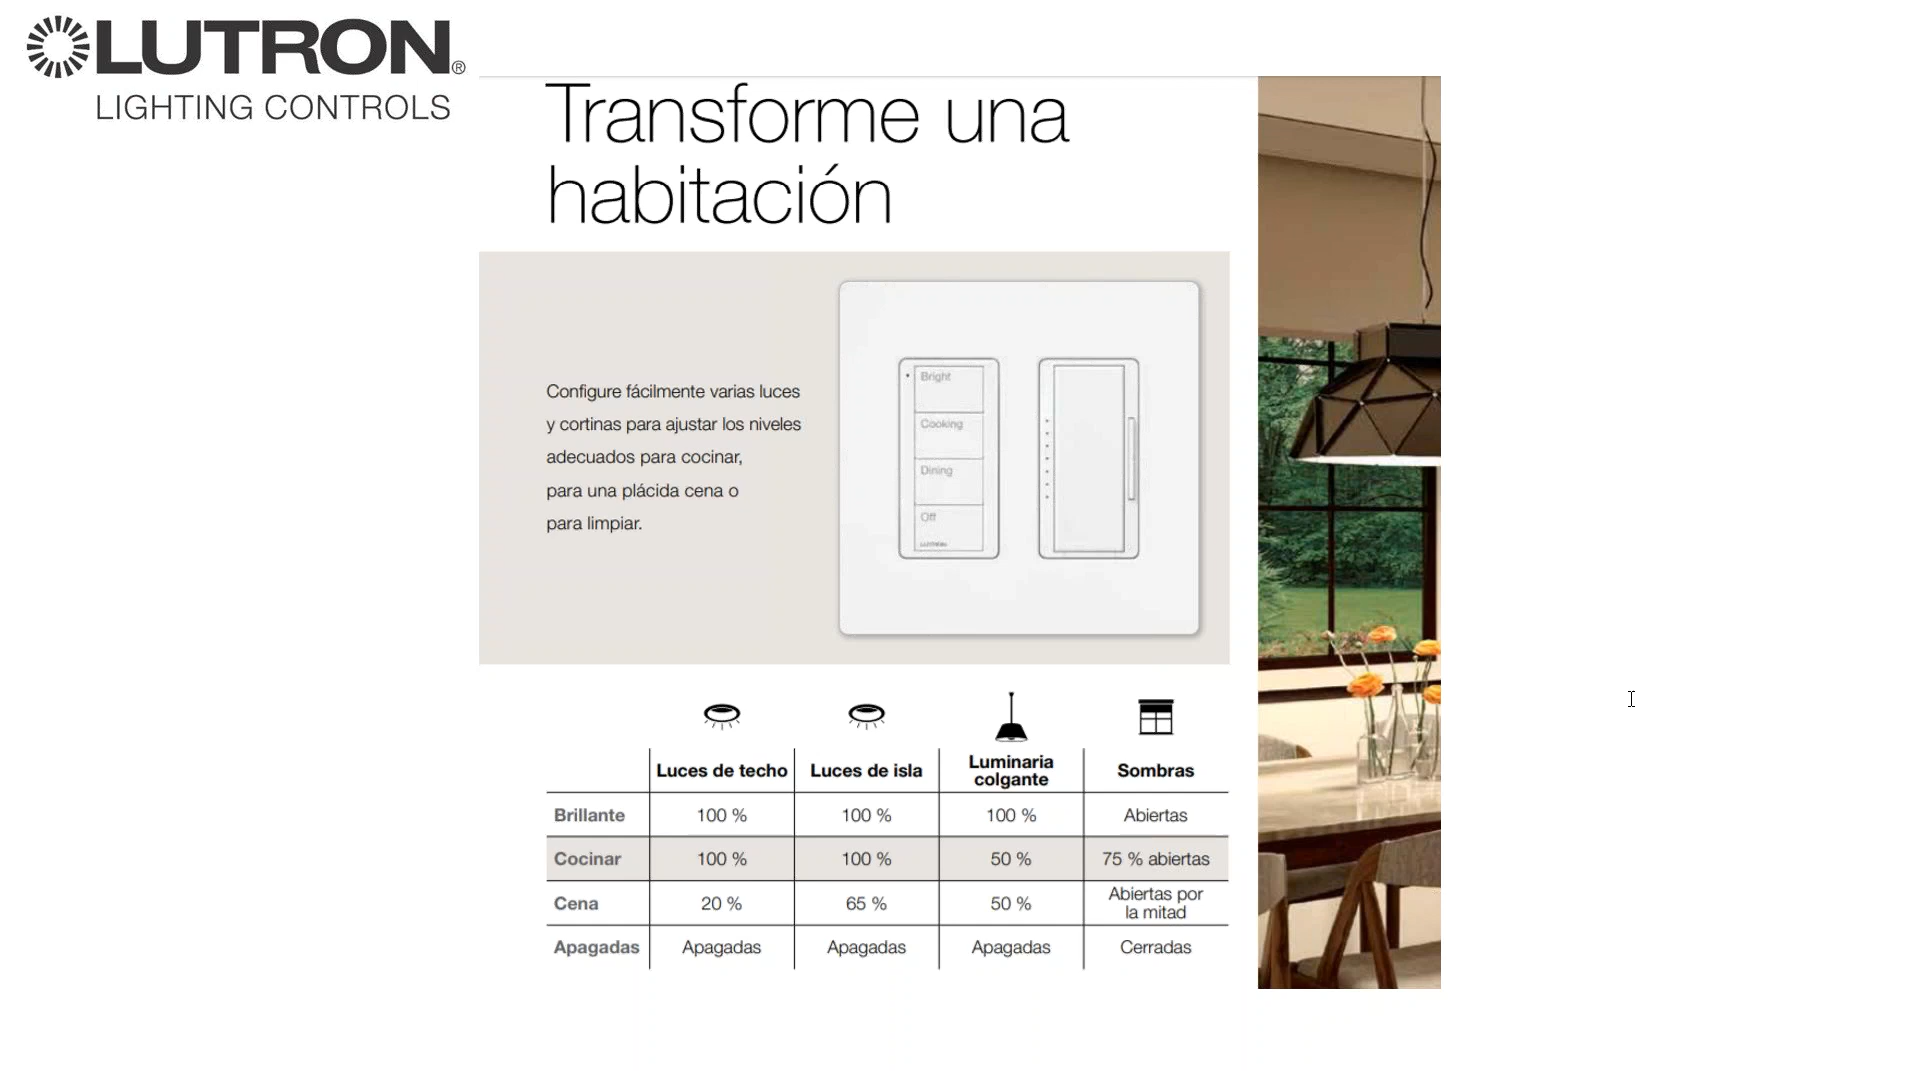 LUTRON®
LIGHTING CONTROLS
Transforme una
habitación
Configure fácilmente varias luces
y cortinas para ajustar los niveles
adecuados para cocinar,
para una plácida cena o
para limpiar.
Bright
Cooking
Dining
Off
LUTRON
Luces de techo Luces de isla Luminaria colgante Sombras
Brillante 100 % 100 % 100 % Abiertas
Cocinar 100 % 100 % 50 % 75 % abiertas
Cena 20 % 65 % 50 % Abiertas por la mitad
Apagadas Apagadas Apagadas Apagadas Cerradas